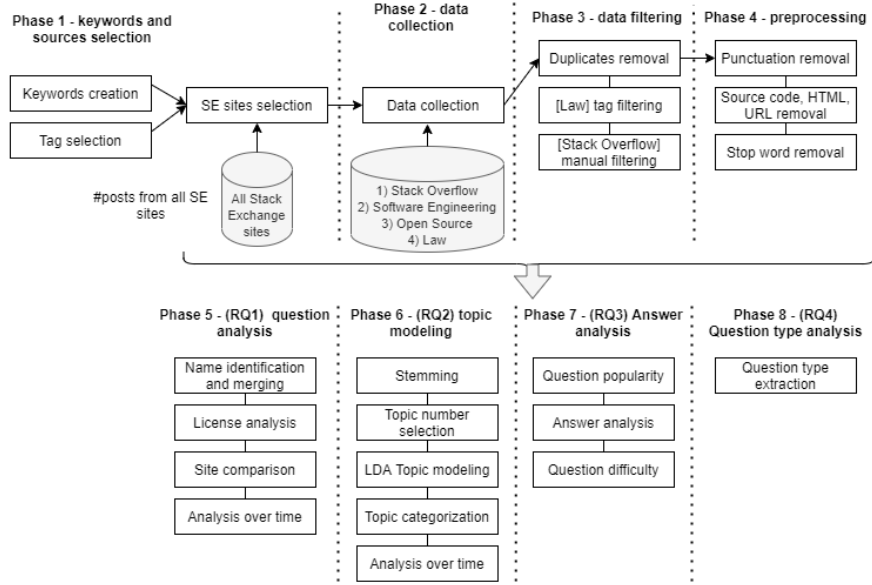 Phase 1 - keywords and
sources selection
Keywords creation
Tag selection
SE sites selection
#posts from all SE
sites
All Stack
Exchange
sites
Phase 2 - data
collection
Data collection
1) Stack Overflow
2) Software Engineering
3) Open Source
4) Law
Phase 3 - data filtering
Duplicates removal
[Law] tag filtering
[Stack Overflow]
manual filtering
Phase 4 - preprocessing
Punctuation removal
Source code, HTML,
URL removal
Stop word removal
Phase 5 - (RQ1) question
analysis
Name identification
and merging
License analysis
Site comparison
Analysis over time
Phase 6 - (RQ2) topic
modeling
Stemming
Topic number
selection
LDA Topic modeling
Topic categorization
Analysis over time
Phase 7 - (RQ3) Answer
analysis
Question popularity
Answer analysis
Question difficulty
Phase 8 - (RQ4)
Question type analysis
Question type
extraction